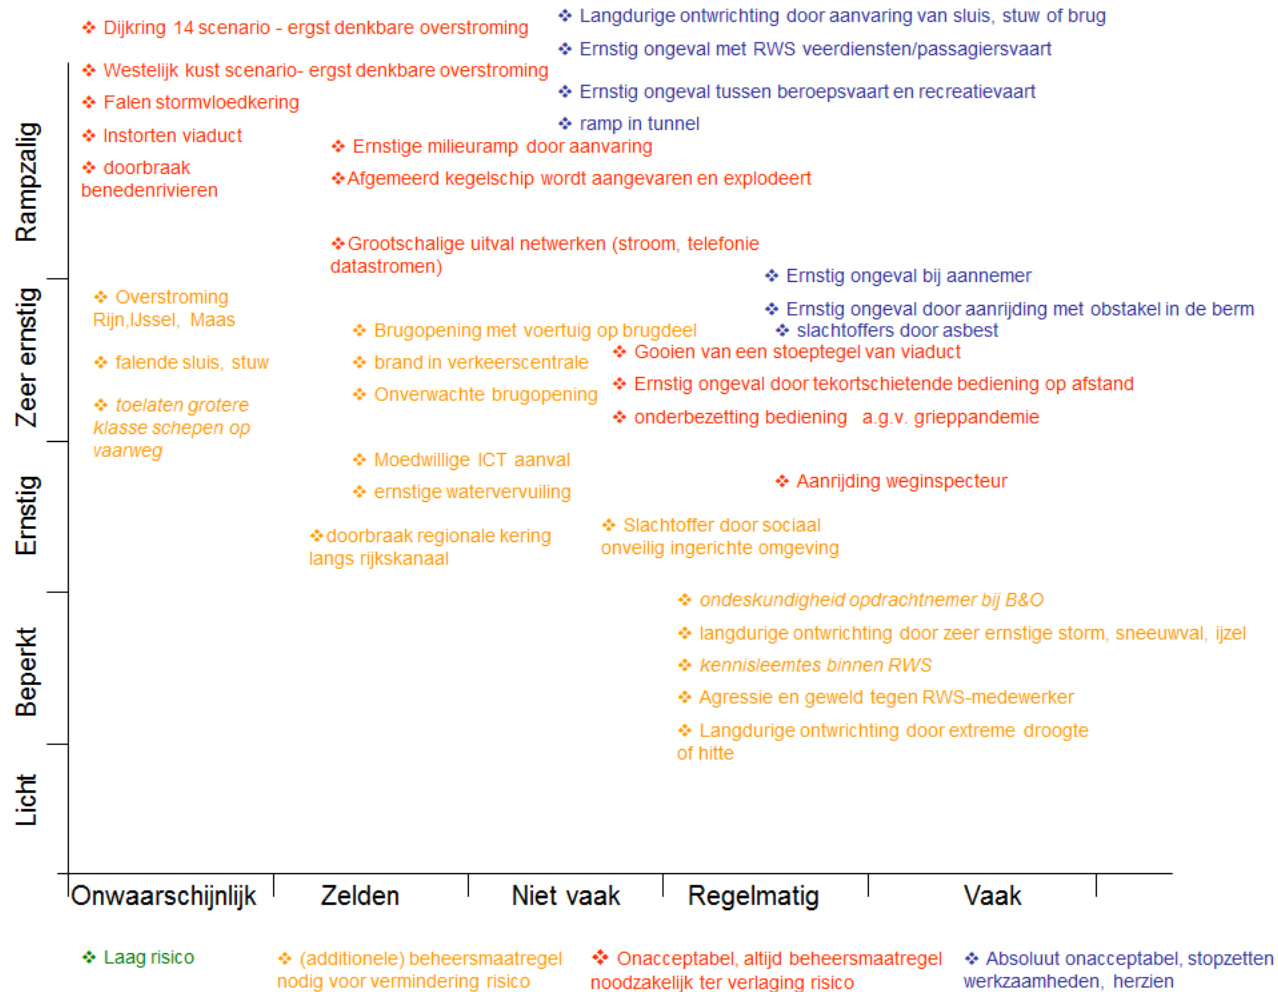 ❖ Dijkring 14 scenario - ergst denkbare overstroming
❖ Westelijk kust scenario- ergst denkbare overstroming
❖ Falen stormvloedkering
❖ Instorten viaduct
❖ doorbraak
benedenrivieren
❖ Langdurige ontwrichting door aanvaring van sluis, stuw of brug
❖ Ernstig ongeval met RWS veerdiensten/passagiersvaart
❖ Ernstig ongeval tussen beroepsvaart en recreatievaart
❖ ramp in tunnel
❖ Ernstige milieuramp door aanvaring
❖Afgemeerd kegelschip wordt aangevaren en explodeert
❖Grootschalige uitval netwerken (stroom, telefonie
datastromen)
Rampzalig
❖ Ernstig ongeval bij aannemer
❖ Ernstig ongeval door aanrijding met obstakel in de berm
❖ slachtoffers door asbest
❖ Overstroming
Rijn,IJssel, Maas
❖ falende sluis, stuw
❖ toelaten grotere
klasse schepen op
vaarweg
❖ Brugopening met voertuig op brugdeel
❖ brand in verkeerscentrale
❖ Onverwachte brugopening
❖ Gooien van een stoeptegel van viaduct
❖ Ernstig ongeval door tekortschietende bediening op afstand
❖ onderbezetting bediening a.g.v. grieppandemie
Zeer ernstig
❖ Moedwillige ICT aanval
❖ ernstige watervervuiling
❖doorbraak regionale kering
langs rijkskanaal
❖ Aanrijding weginspecteur
❖ Slachtoffer door sociaal
onveilig ingerichte omgeving
Ernstig
❖ ondeskundigheid opdrachtnemer bij B&O
❖ langdurige ontwrichting door zeer ernstige storm, sneeuwval, ijzel
❖ kennisleemtes binnen RWS
❖ Agressie en geweld tegen RWS-medewerker
❖ Langdurige ontwrichting door extreme droogte
of hitte
Beperkt
Licht
Onwaarschijnlijk
Zelden
Niet vaak
Regelmatig
Vaak
❖ Laag risico
❖ (additionele) beheersmaatregel
nodig voor vermindering risico
❖ Onacceptabel, altijd beheersmaatregel
noodzakelijk ter verlaging risico
❖ Absoluut onacceptabel, stopzetten
werkzaamheden, herzien